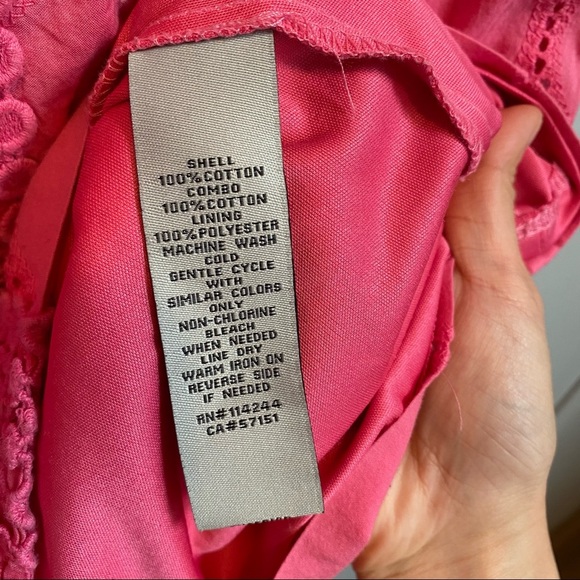 SHELL
100%COTTON
COMBO
100%COTTON
LINING
100%POLYESTER
MACHINE WASH
COLD
GENTLE CYCLE
WITH
SIMILAR COLORS
ONLY
NON-CHLORINE
BLEACH
WHEN NEEDED
LINE DRY
WARM IRON ON
REVERSE SIDE
IF NEEDED
RN#114244
CA#57151